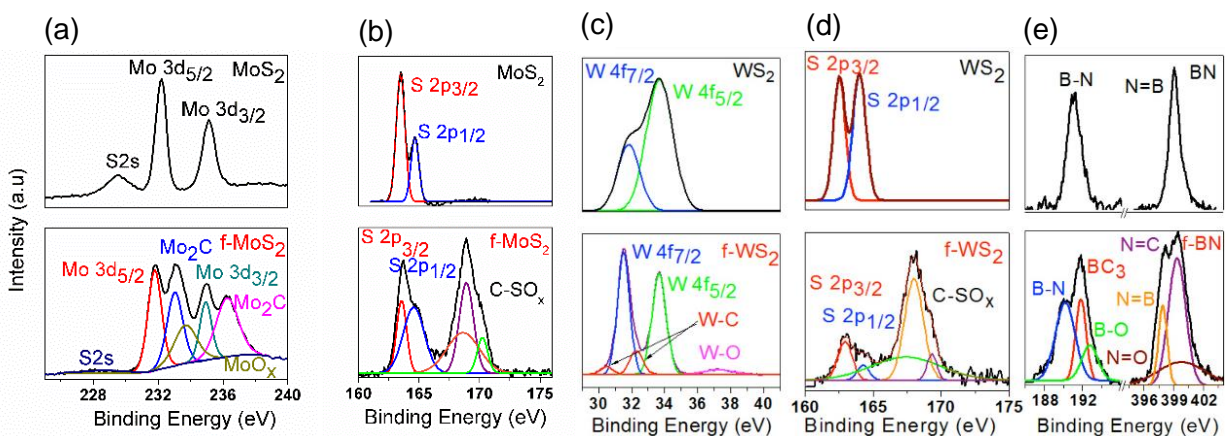 (a)
(b)
(c)
(d)
(e)
Intensity (a.u)
Mo 3d5/2
MoS2
Mo 3d3/2
S2s
Mo2C
f-MoS2
Mo 3d5/2
Mo 3d3/2
Mo2C
S2s
MoOx
228 232 236 240
Binding Energy (eV)
MoS2
S 2p3/2
S 2p1/2
S 2p3/2
f-MoS2
S 2p1/2
C-SOx
160 165 170 175
Binding Energy (eV)
W 4f7/2
WS2
W 4f5/2
W 4f7/2
f-WS2
W 4f5/2
W-C
W-O
30 32 34 36 38 40
Binding Energy (eV)
S 2p3/2
WS2
S 2p1/2
f-WS2
S 2p3/2
C-SOx
S 2p1/2
160 165 170 175
Binding Energy (eV)
BN
B-N
N=B
N=C
f-BN
BC3
B-N
N=B
B-O
N=O
188 192 396 399 402
Binding Energy (eV)